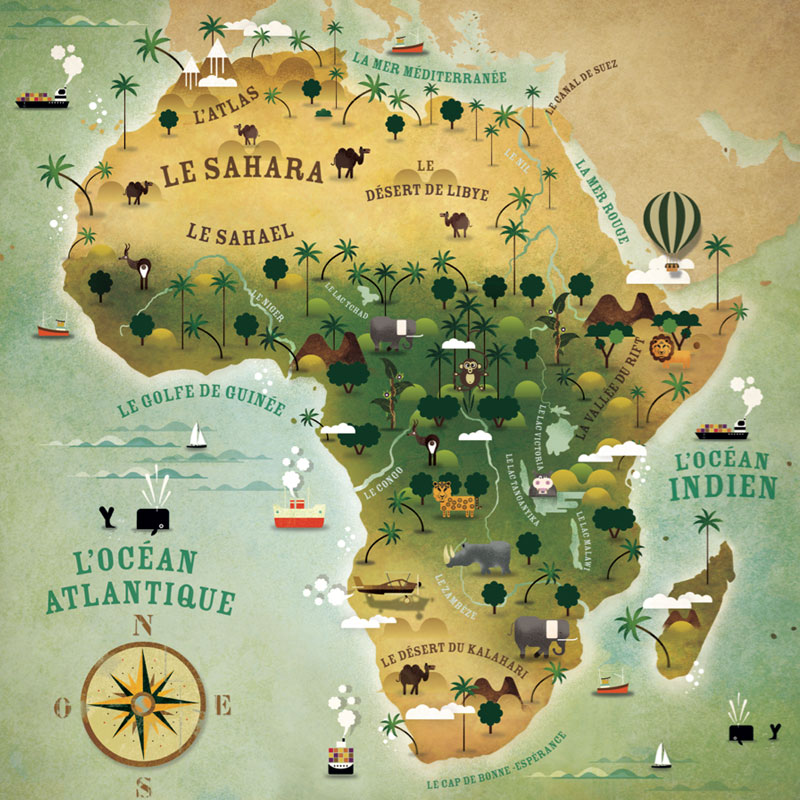 LA MER MÉDITERRANÉE
LE CANAL DE SUEZ
L'ATLAS
LE SAHARA
LE
DÉSERT DE LIBYE
LE NIL
LA MER ROUGE
LE SAHAEL
LE NIGER
LE LAC TCHAD
LA VALLÉE DU RIFT
LE GOLFE DE GUINÉE
LE CONGO
LE LAC VICTORIA
LE LAC TANGANTIKA
LE LAC MALAWI
L'OCÉAN
INDIEN
L'OCÉAN
ATLANTIQUE
LE ZAMBÈZE
LE DÉSERT DU KALAHARI
LE CAP DE BONNE-ESPÉRANCE
N
O
E
S